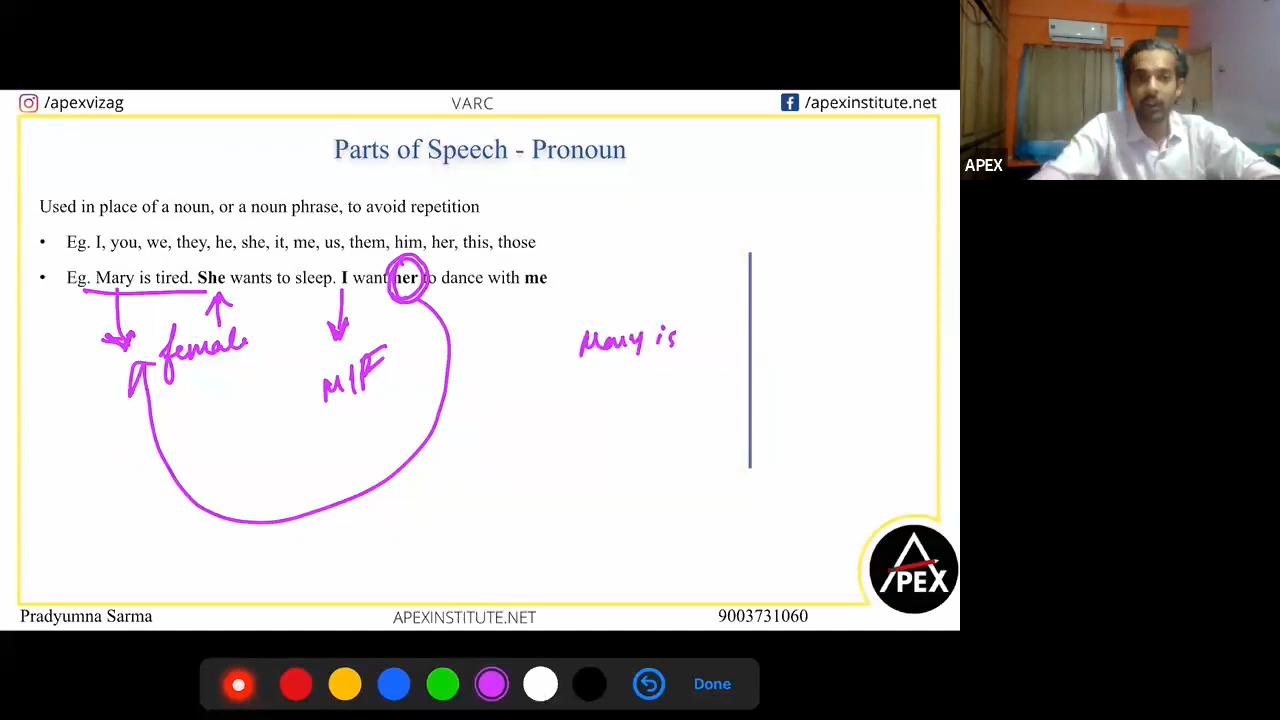 /apexvizag
VARC
/apexinstitute.net
Parts of Speech - Pronoun
Used in place of a noun, or a noun phrase, to avoid repetition
• Eg. I, you, we, they, he, she, it, me, us, them, him, her, this, those
• Eg. Mary is tired. She wants to sleep. I want her to dance with me
female
M/F
Mary is
APEX
APEX
Pradyumna Sarma
APEXINSTITUTE.NET
9003731060
Done